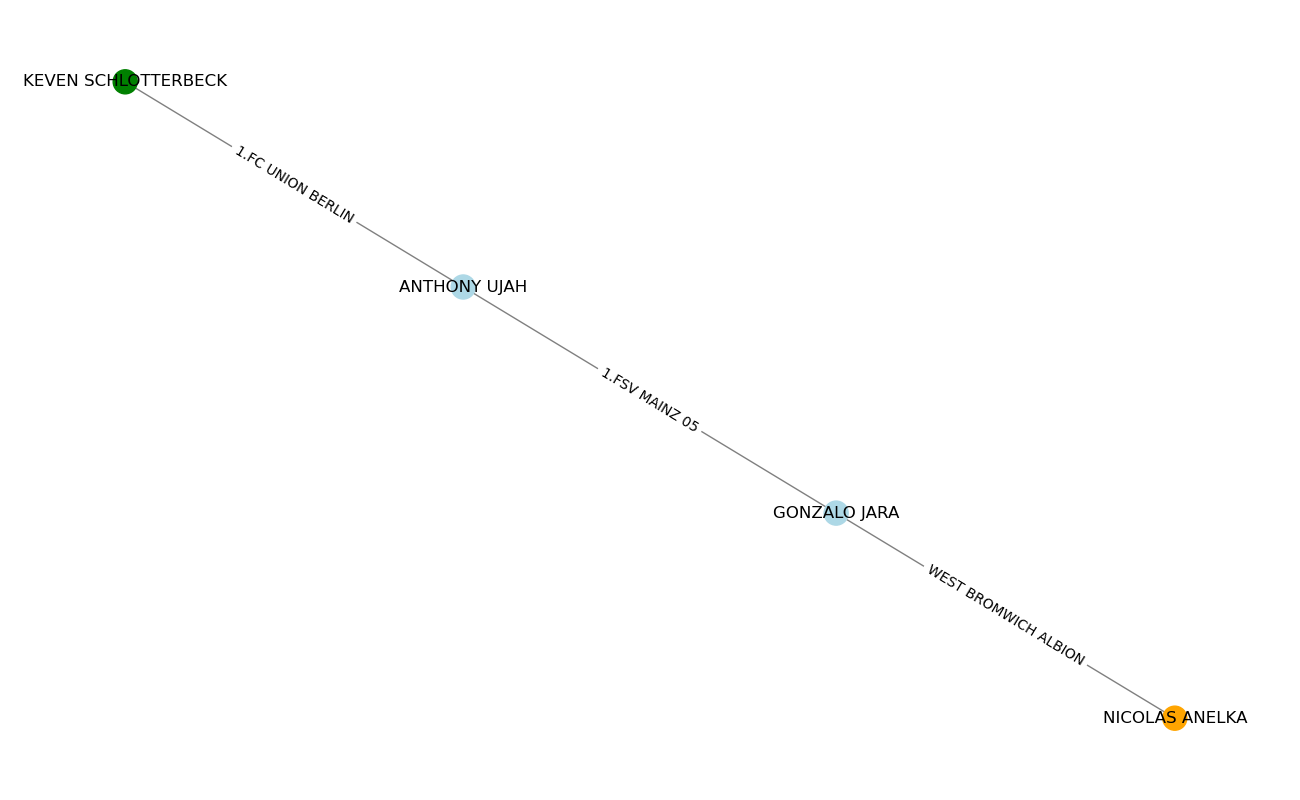 KEVEN SCHLOTTERBECK
1.FC UNION BERLIN
ANTHONY UJAH
1.FSV MAINZ 05
GONZALO JARA
WEST BROMWICH ALBION
NICOLAS ANELKA